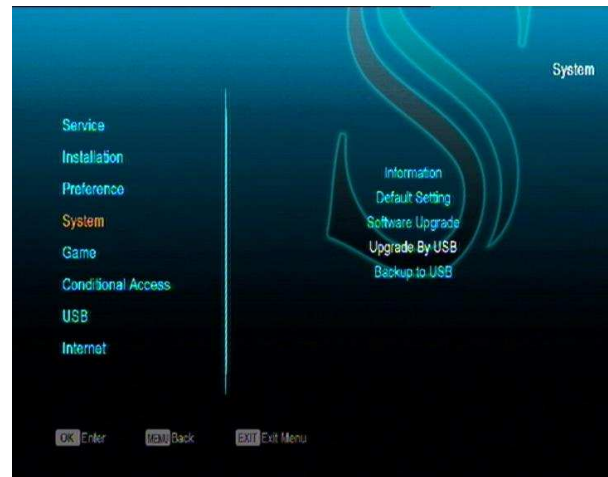 System
Service
Installation
Preference
System
Game
Conditional Access
USB
Internet
Information
Default Setting
Software Upgrade
Upgrade By USB
Backup to USB
OK Enter MENU Back EXIT Exit Menu